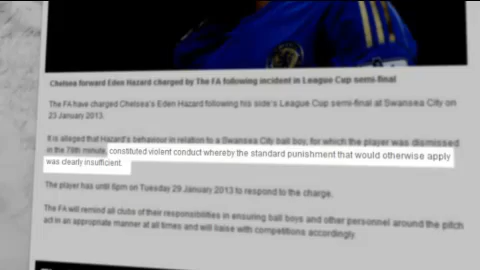 Chelsea forward Eden Hazard charged by The FA following incident in League Cup semi-final
The FA have charged Chelsea's Eden Hazard following his side's League Cup semi-final at Swansea City on
23 January 2013.
It is alleged that Hazard's behaviour in relation to a Swansea City ball boy, for which the player was dismissed
in the 78th minute, constituted violent conduct whereby the standard punishment that would otherwise apply
was clearly insufficient.
The player has until 6pm on Tuesday 29 January 2013 to respond to the charge.
The FA will remind all clubs of their responsibilities in ensuring ball boys and other personnel around the pitch
act in an appropriate manner at all times and will liaise with competitions accordingly.